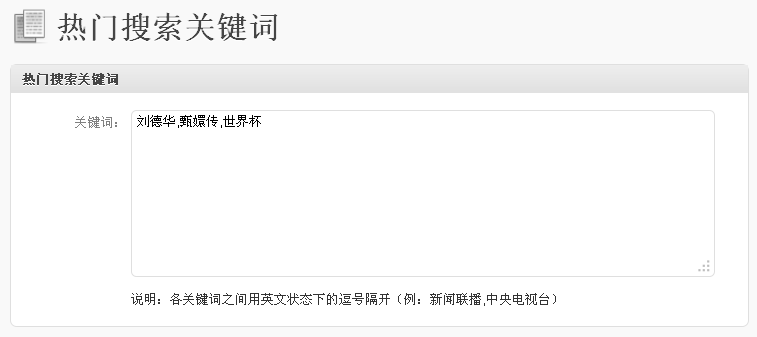 热门搜索关键词
热门搜索关键词
关键词：
刘德华,甄嬛传,世界杯
说明：各关键词之间用英文状态下的逗号隔开（例：新闻联播,中央电视台）